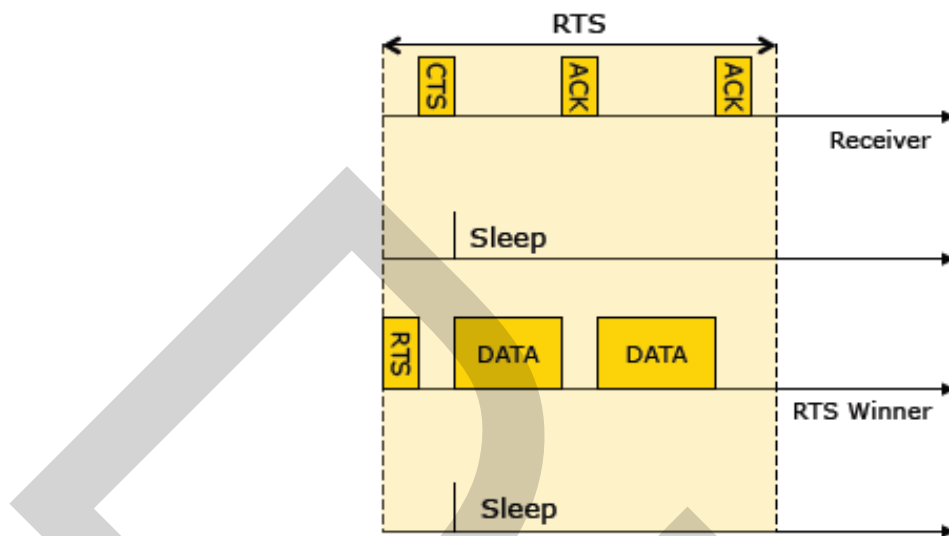 RTS
CTS
ACK
ACK
Receiver
Sleep
RTS
DATA
DATA
RTS Winner
Sleep